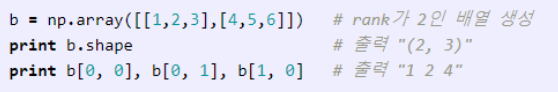 b = np.array([[1,2,3],[4,5,6]])   # rank가 2인 배열 생성
print b.shape                     # 출력 "(2, 3)"
print b[0, 0], b[0, 1], b[1, 0]   # 출력 "1 2 4"